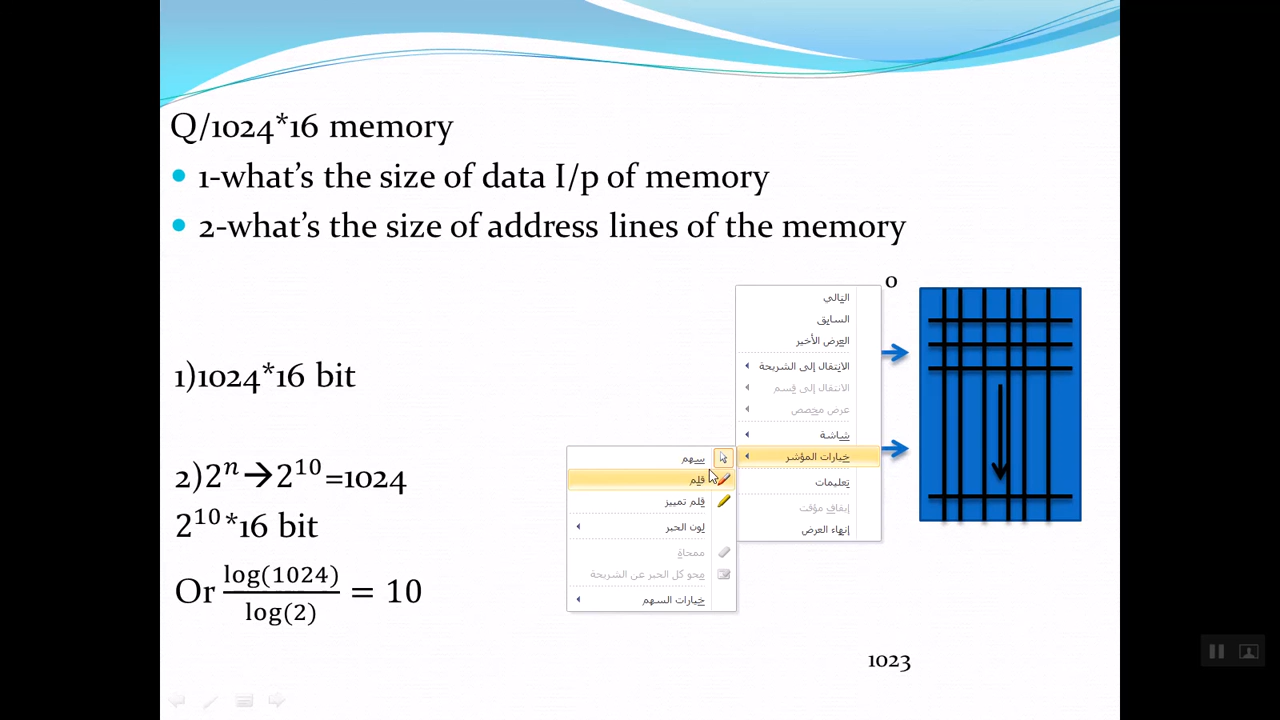 Q/1024*16 memory
1-what's the size of data I/p of memory
2-what's the size of address lines of the memory
0
1)1024*16 bit
2)2ⁿ→2¹⁰=1024
2¹⁰*16 bit
Or log(1024)/log(2) = 10
1023
التالي
السابق
العرض الأخير
الانتقال إلى الشريحة
الانتقال إلى قسم
عرض مخصص
شاشة
خيارات المؤشر
تعليمات
إيقاف مؤقت
إنهاء العرض
سهم
قلم
قلم تمييز
لون الحبر
ممحاة
محو كل الحبر عن الشريحة
خيارات السهم